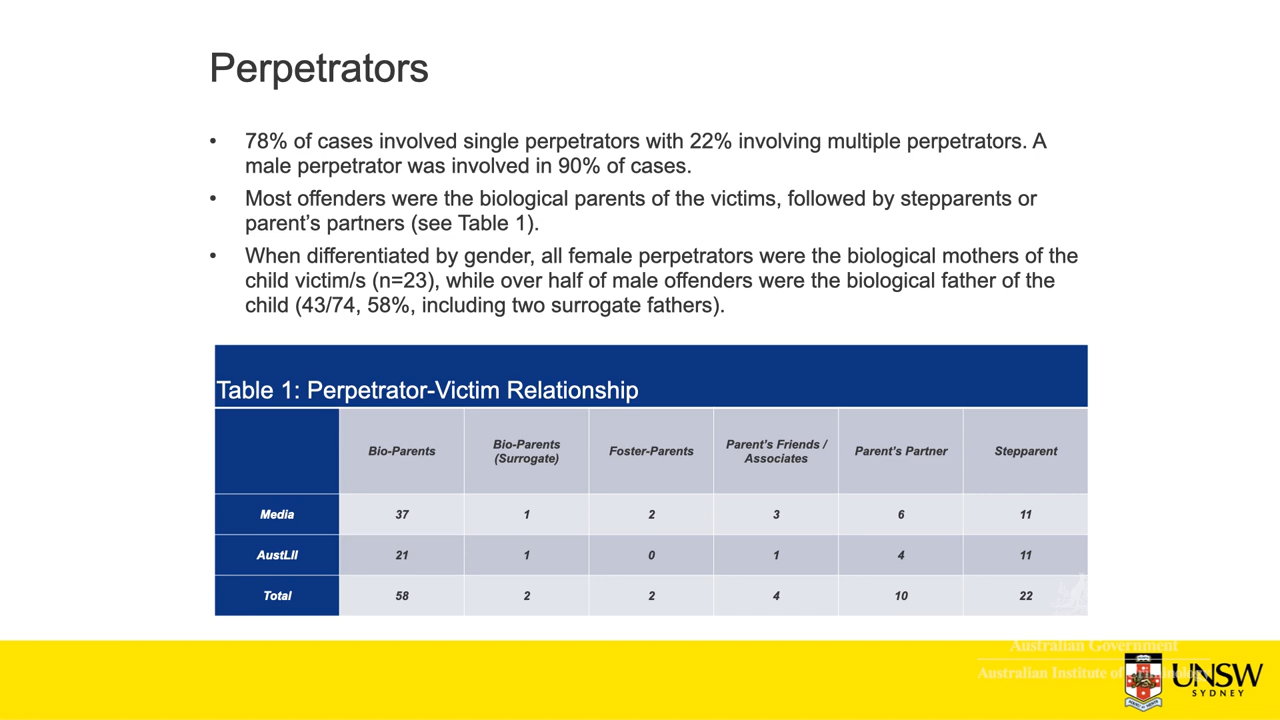 Perpetrators
• 78% of cases involved single perpetrators with 22% involving multiple perpetrators. A
male perpetrator was involved in 90% of cases.
• Most offenders were the biological parents of the victims, followed by stepparents or
parent's partners (see Table 1).
• When differentiated by gender, all female perpetrators were the biological mothers of the
child victim/s (n=23), while over half of male offenders were the biological father of the
child (43/74, 58%, including two surrogate fathers).
Table 1: Perpetrator-Victim Relationship
Bio-Parents
Bio-Parents
(Surrogate)
Foster-Parents
Parent's Friends /
Associates
Parent's Partner
Stepparent
Media 37 1 2 3 6 11
AustLII 21 1 0 1 4 11
Total 58 2 2 4 10 22
Australian Government
Australian Institute of
UNSW
SYDNEY